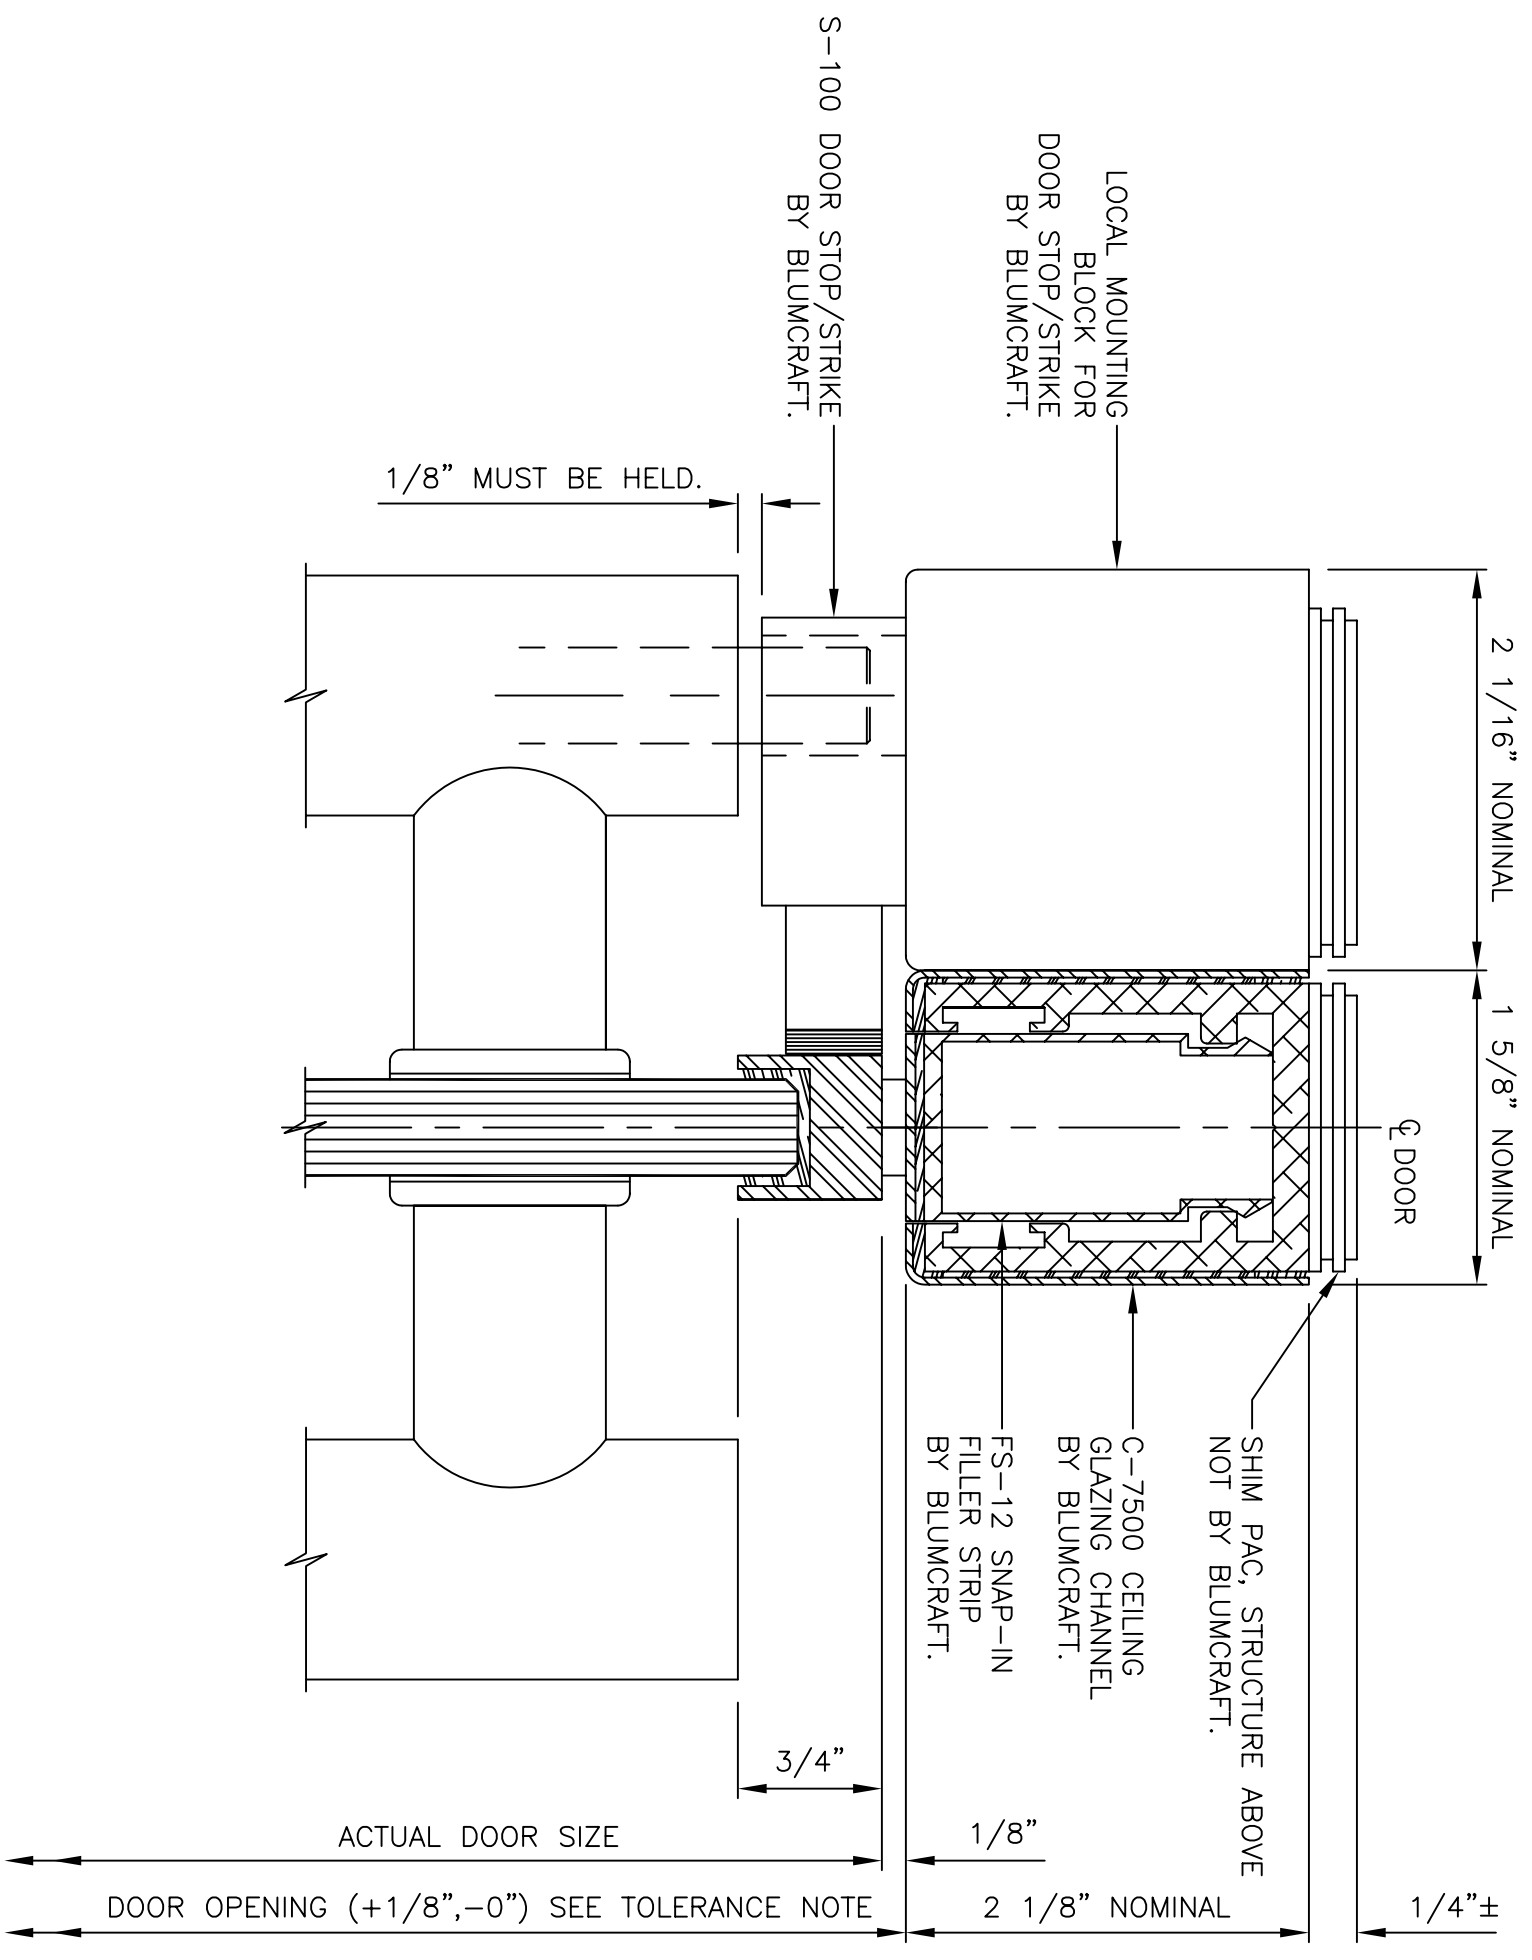 S-100 DOOR STOP/STRIKE
BY BLUMCRAFT.
LOCAL MOUNTING
BLOCK FOR
DOOR STOP/STRIKE
BY BLUMCRAFT.
1/8" MUST BE HELD.
2 1/16" NOMINAL
1 5/8" NOMINAL
℄ DOOR
SHIM PAC, STRUCTURE ABOVE
NOT BY BLUMCRAFT.
C-7500 CEILING
GLAZING CHANNEL
BY BLUMCRAFT.
FS-12 SNAP-IN
FILLER STRIP
BY BLUMCRAFT.
3/4"
ACTUAL DOOR SIZE
1/8"
DOOR OPENING (+1/8",-0") SEE TOLERANCE NOTE
2 1/8" NOMINAL
1/4"±